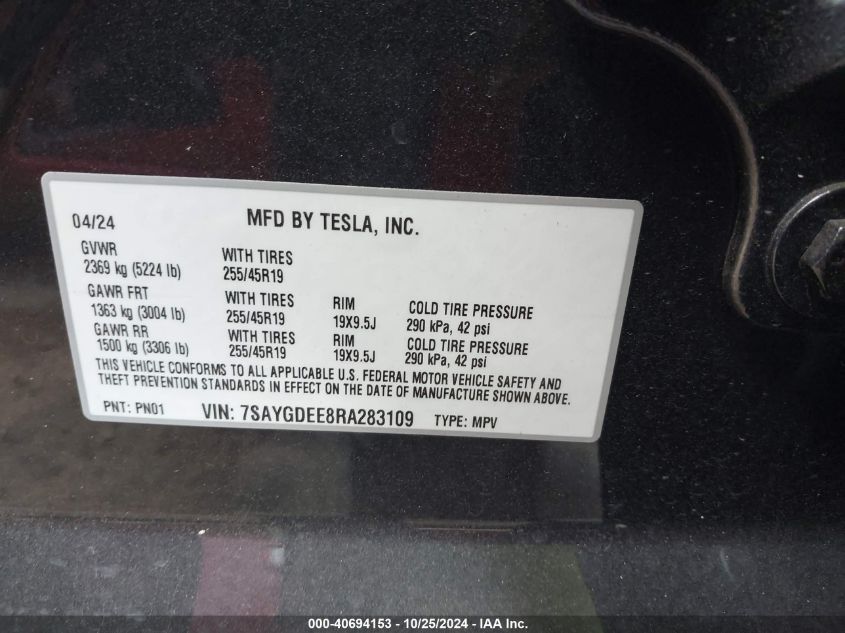 04/24 MFD BY TESLA, INC.
GVWR
2369 kg (5224 lb)
WITH TIRES
255/45R19
GAWR FRT
1363 kg (3004 lb)
WITH TIRES
255/45R19
RIM
19X9.5J
COLD TIRE PRESSURE
290 kPa, 42 psi
GAWR RR
1500 kg (3306 lb)
WITH TIRES
255/45R19
RIM
19X9.5J
COLD TIRE PRESSURE
290 kPa, 42 psi
THIS VEHICLE CONFORMS TO ALL APPLICABLE U.S. FEDERAL MOTOR VEHICLE SAFETY AND
THEFT PREVENTION STANDARDS IN EFFECT ON THE DATE OF MANUFACTURE SHOWN ABOVE.
PNT: PN01 VIN: 7SAYGDEE8RA283109 TYPE: MPV
000-40694153 - 10/25/2024 - IAA Inc.